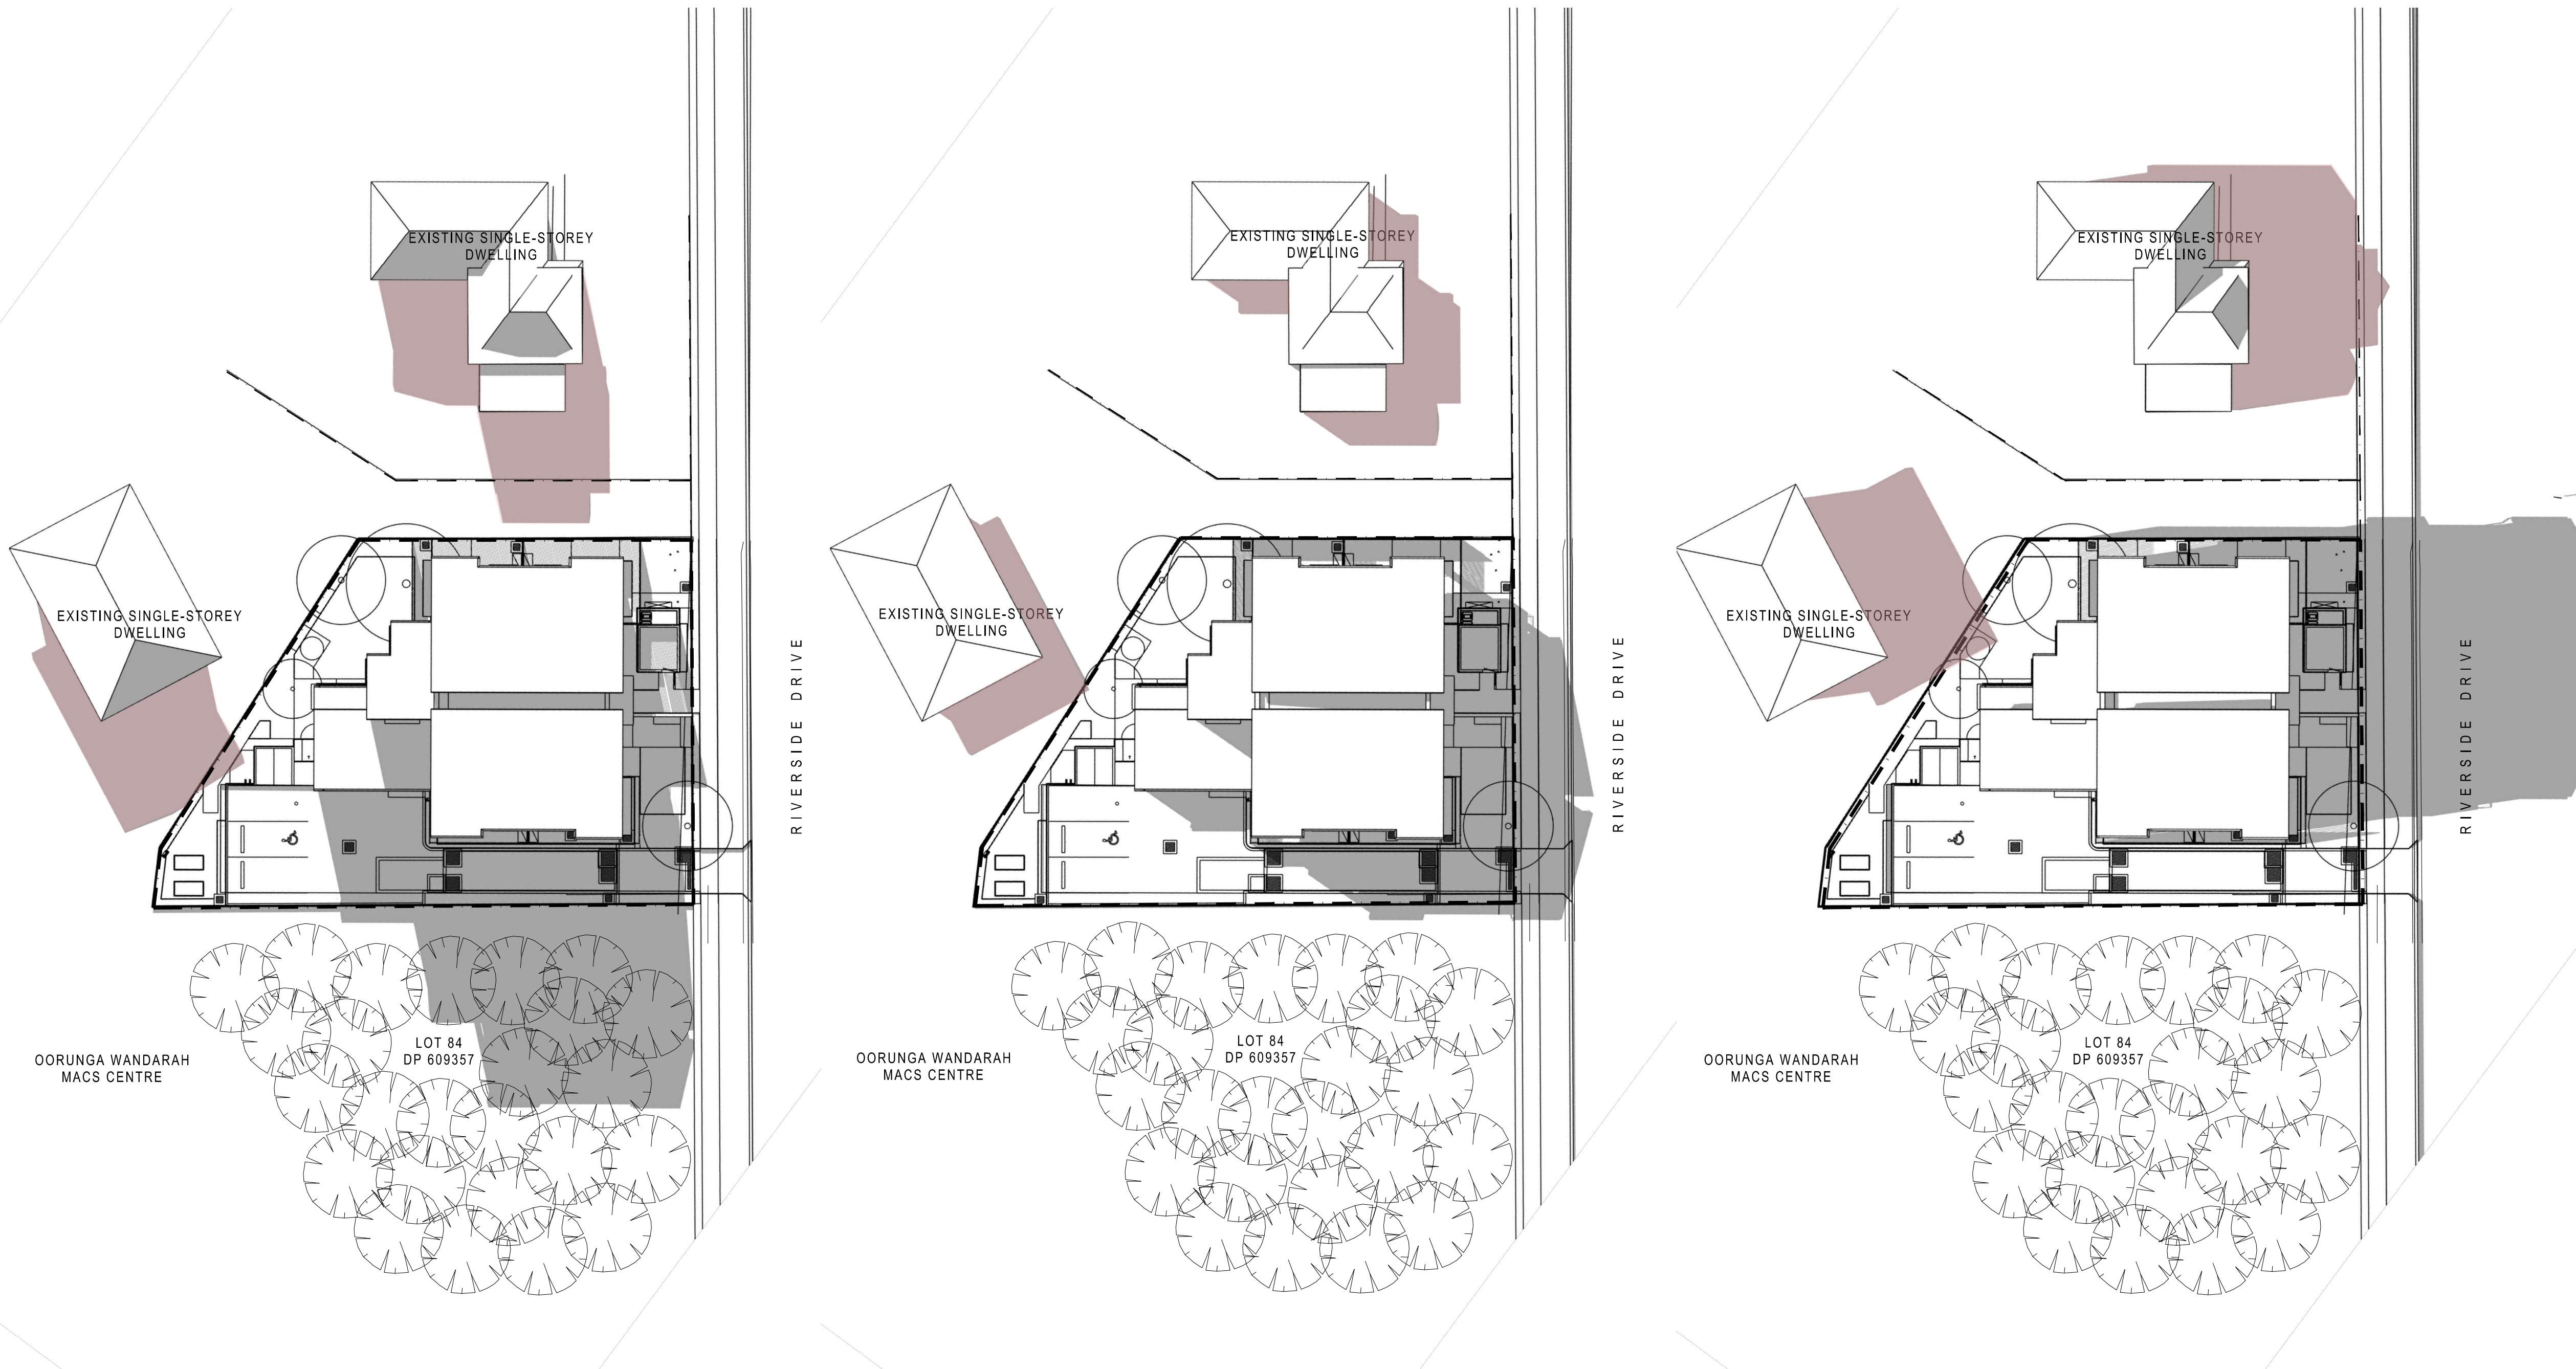 EXISTING SINGLE-STOREY
DWELLING
EXISTING SINGLE-STOREY
DWELLING
RIVERSIDE DRIVE
OORUNGA WANDARAH
MACS CENTRE
LOT 84
DP 609357
EXISTING SINGLE-STOREY
DWELLING
EXISTING SINGLE-STOREY
DWELLING
RIVERSIDE DRIVE
OORUNGA WANDARAH
MACS CENTRE
LOT 84
DP 609357
EXISTING SINGLE-STOREY
DWELLING
EXISTING SINGLE-STOREY
DWELLING
RIVERSIDE DRIVE
OORUNGA WANDARAH
MACS CENTRE
LOT 84
DP 609357